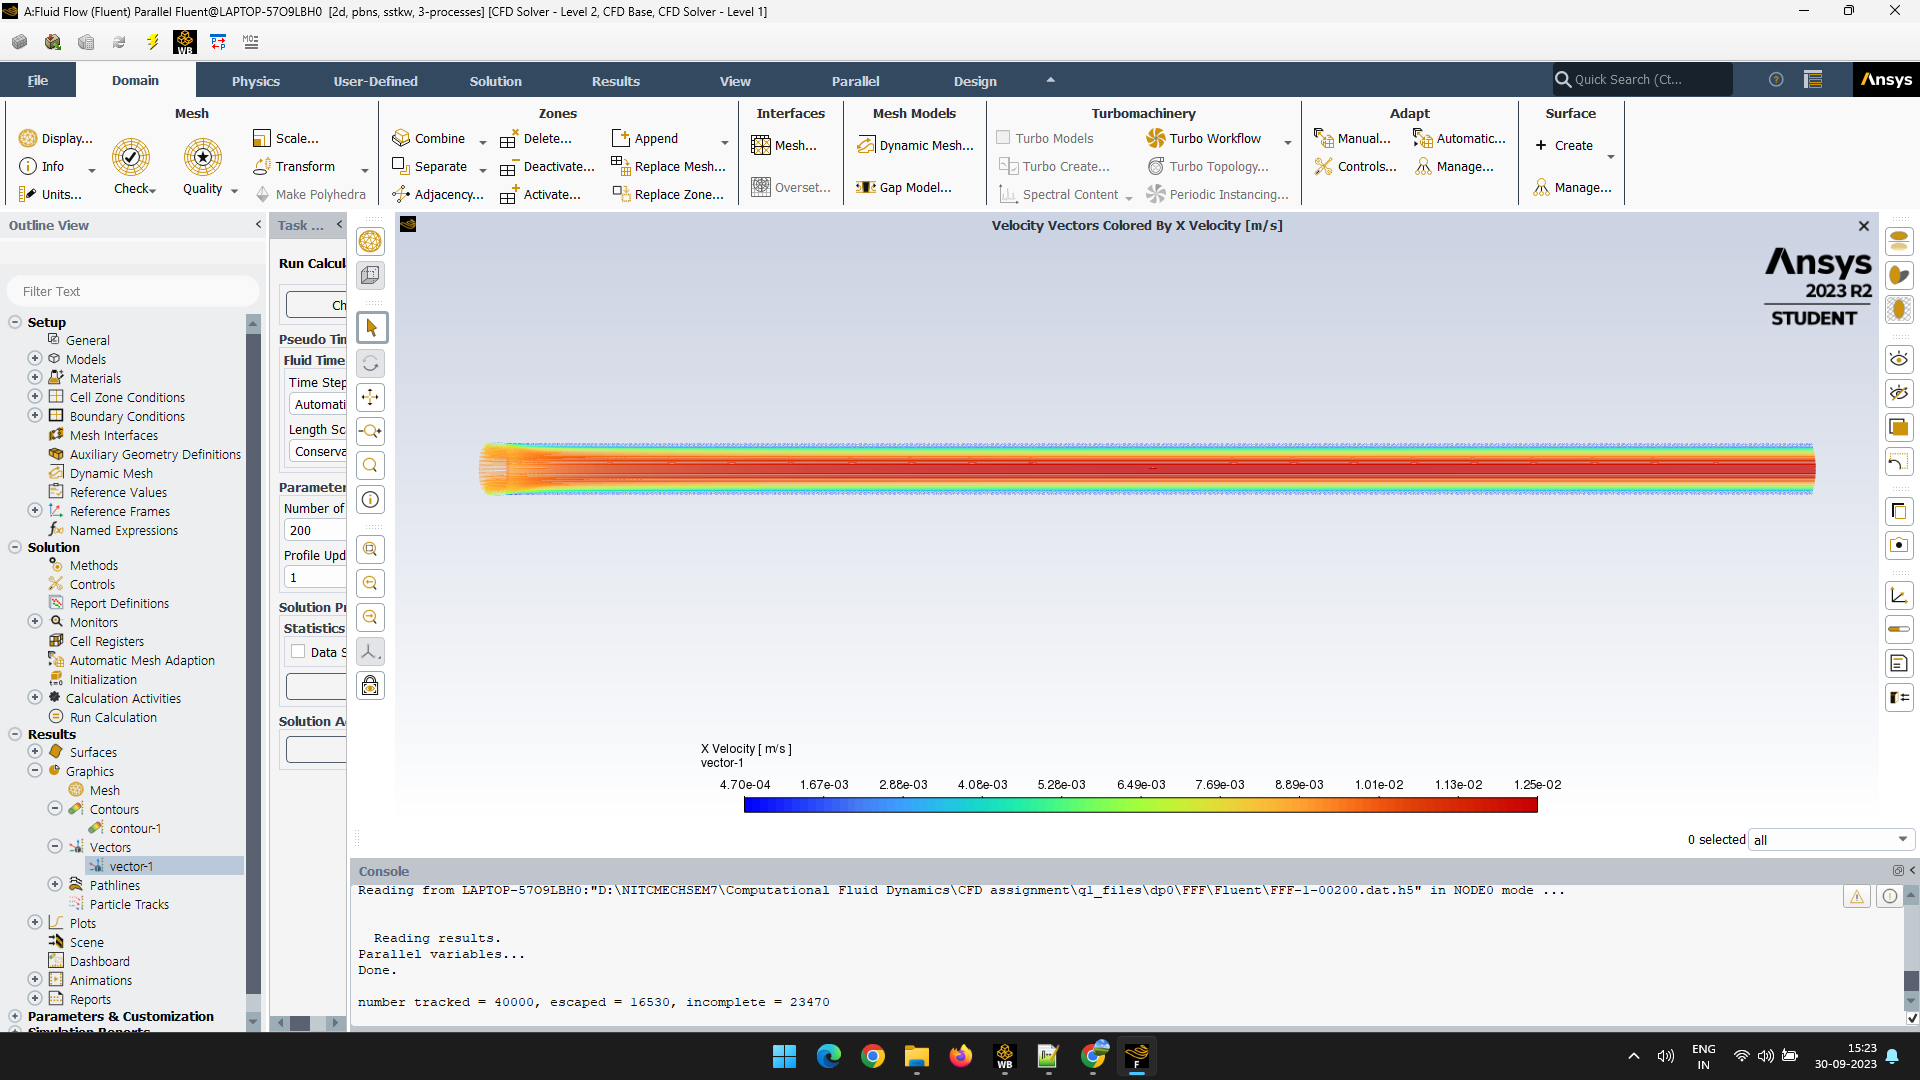 A:Fluid Flow (Fluent) Parallel Fluent@LAPTOP-57O9LBH0 [2d, pbns, sstkw, 3-processes] [CFD Solver - Level 2, CFD Base, CFD Solver - Level 1]
WB
File Domain Physics User-Defined Solution Results View Parallel Design Quick Search (Ct... Ansys
Mesh Zones Interfaces Mesh Models Turbomachinery Adapt Surface
Display... Scale... Combine Delete... Append Mesh... Dynamic Mesh... Turbo Models Turbo Workflow Manual... Automatic... Create
Info Check Quality Transform Separate Deactivate... Replace Mesh... Turbo Create... Turbo Topology... Controls... Manage...
Units... Make Polyhedra Adjacency... Activate... Replace Zone... Overset... Gap Model... Spectral Content Periodic Instancing... Manage...
Outline View
Filter Text
Setup
General
Models
Materials
Cell Zone Conditions
Boundary Conditions
Mesh Interfaces
Auxiliary Geometry Definitions
Dynamic Mesh
Reference Values
Reference Frames
Named Expressions
Solution
Methods
Controls
Report Definitions
Monitors
Cell Registers
Automatic Mesh Adaption
Initialization
Calculation Activities
Run Calculation
Results
Surfaces
Graphics
Mesh
Contours
contour-1
Vectors
vector-1
Pathlines
Particle Tracks
Plots
Scene
Dashboard
Animations
Reports
Parameters & Customization
Simulation Reports
Task ...
Run Calcul
Ch
Pseudo Tim
Fluid Time
Time Step
Automati
Length Sc
Conserva
Parameter
Number of
200
Profile Upd
1
Solution Pr
Statistics
Data S
Solution A
Velocity Vectors Colored By X Velocity [m/s]
Ansys
2023 R2
STUDENT
X Velocity [ m/s ]
vector-1
4.70e-04 1.67e-03 2.88e-03 4.08e-03 5.28e-03 6.49e-03 7.69e-03 8.89e-03 1.01e-02 1.13e-02 1.25e-02
0 selected all
Console
Reading from LAPTOP-57O9LBH0:"D:\NITCMECHSEM7\Computational Fluid Dynamics\CFD assignment\q1_files\dp0\FFF\Fluent\FFF-1-00200.dat.h5" in NODE0 mode ...
Reading results.
Parallel variables...
Done.
number tracked = 40000, escaped = 16530, incomplete = 23470
WB
F
ENG
IN
15:23
30-09-2023